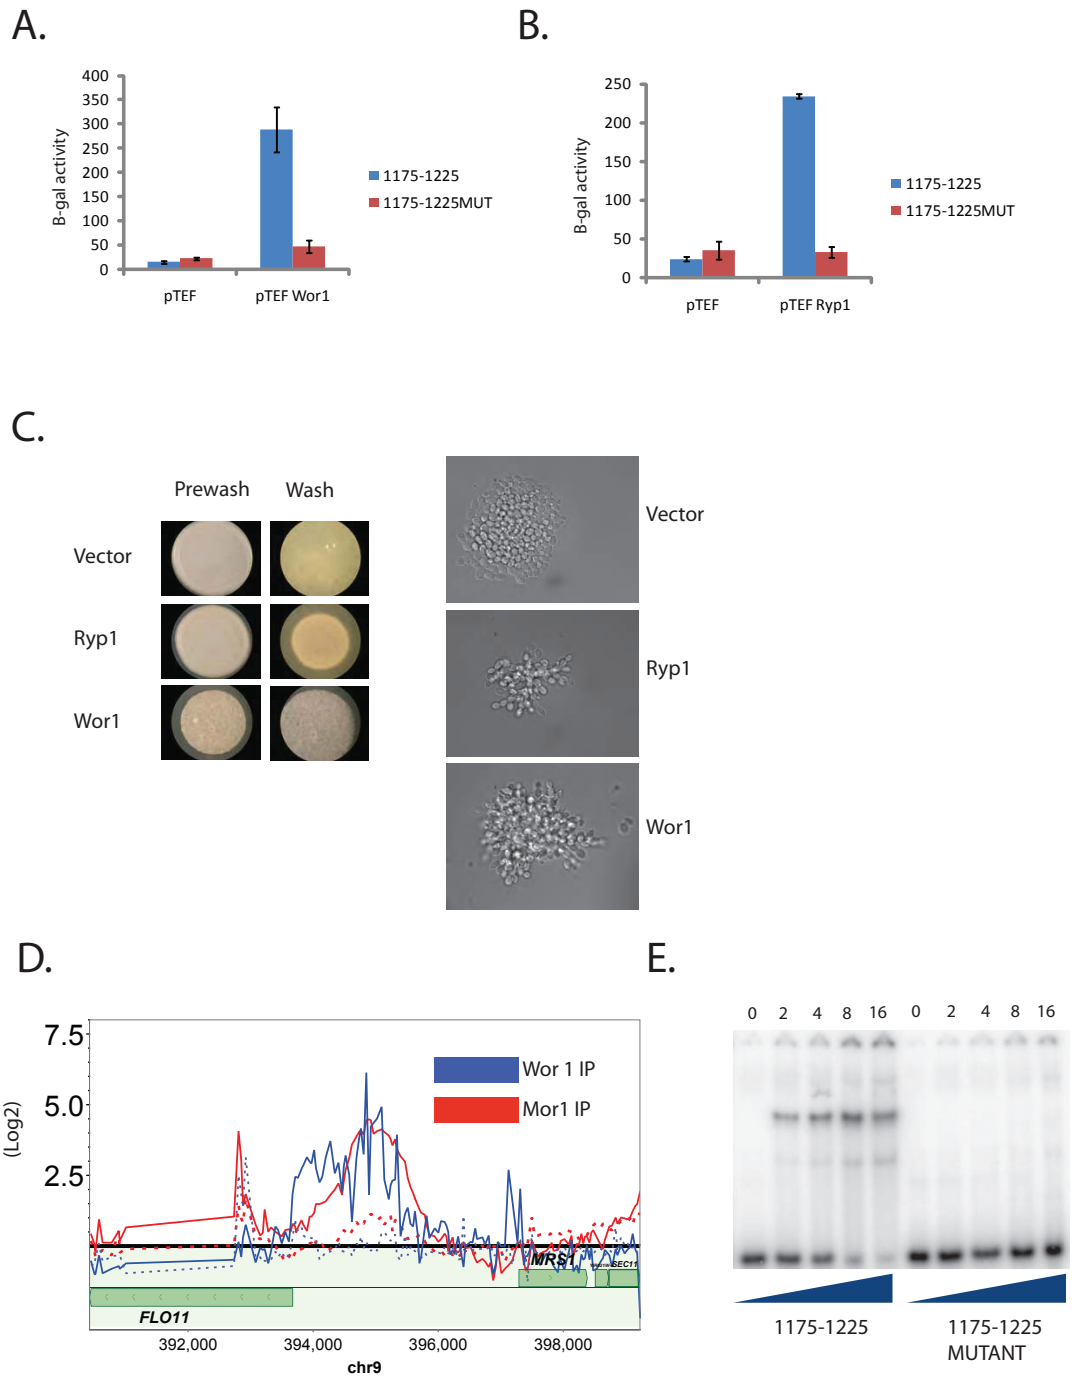 A.
B.
400
350
300
250
200
150
100
50
0
B-gal activity
pTEF
pTEF Wor1
1175-1225
1175-1225MUT
250
200
150
100
50
0
B-gal activity
pTEF
pTEF Ryp1
1175-1225
1175-1225MUT
C.
Prewash
Wash
Vector
Ryp1
Wor1
Vector
Ryp1
Wor1
D.
7.5
5.0
2.5
(Log2)
Wor 1 IP
Mor1 IP
MRS1
SEC11
FLO11
392,000
394,000
396,000
398,000
chr9
E.
0 2 4 8 16 0 2 4 8 16
1175-1225
1175-1225
MUTANT